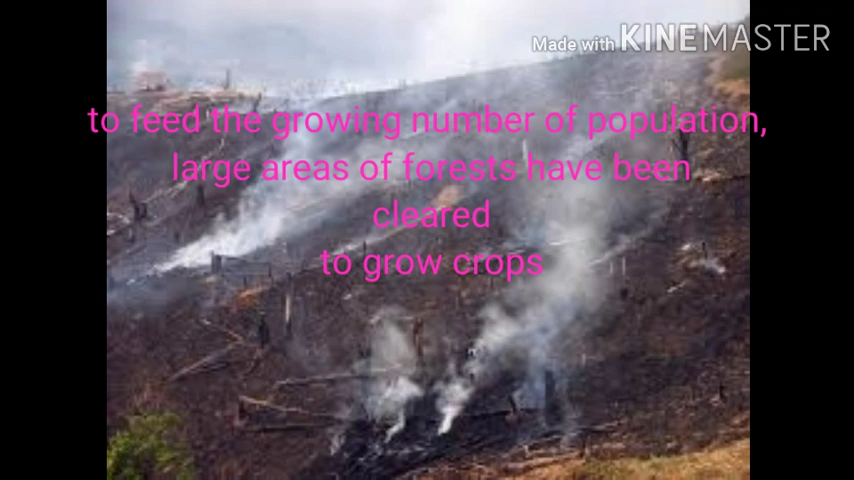 Made with KINEMASTER
to feed the growing number of population,
large areas of forests have been
cleared
to grow crops